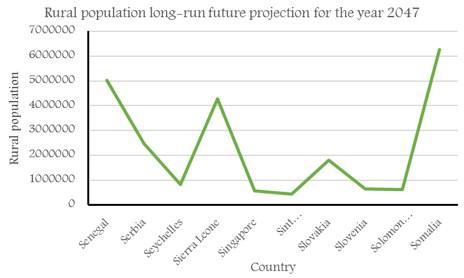 Rural population long-run future projection for the year 2047
7000000
6000000
5000000
4000000
3000000
2000000
1000000
0
Rural population
Senegal
Serbia
Seychelles
Sierra Leone
Singapore
Sint…
Slovakia
Slovenia
Solomon…
Somalia
Country